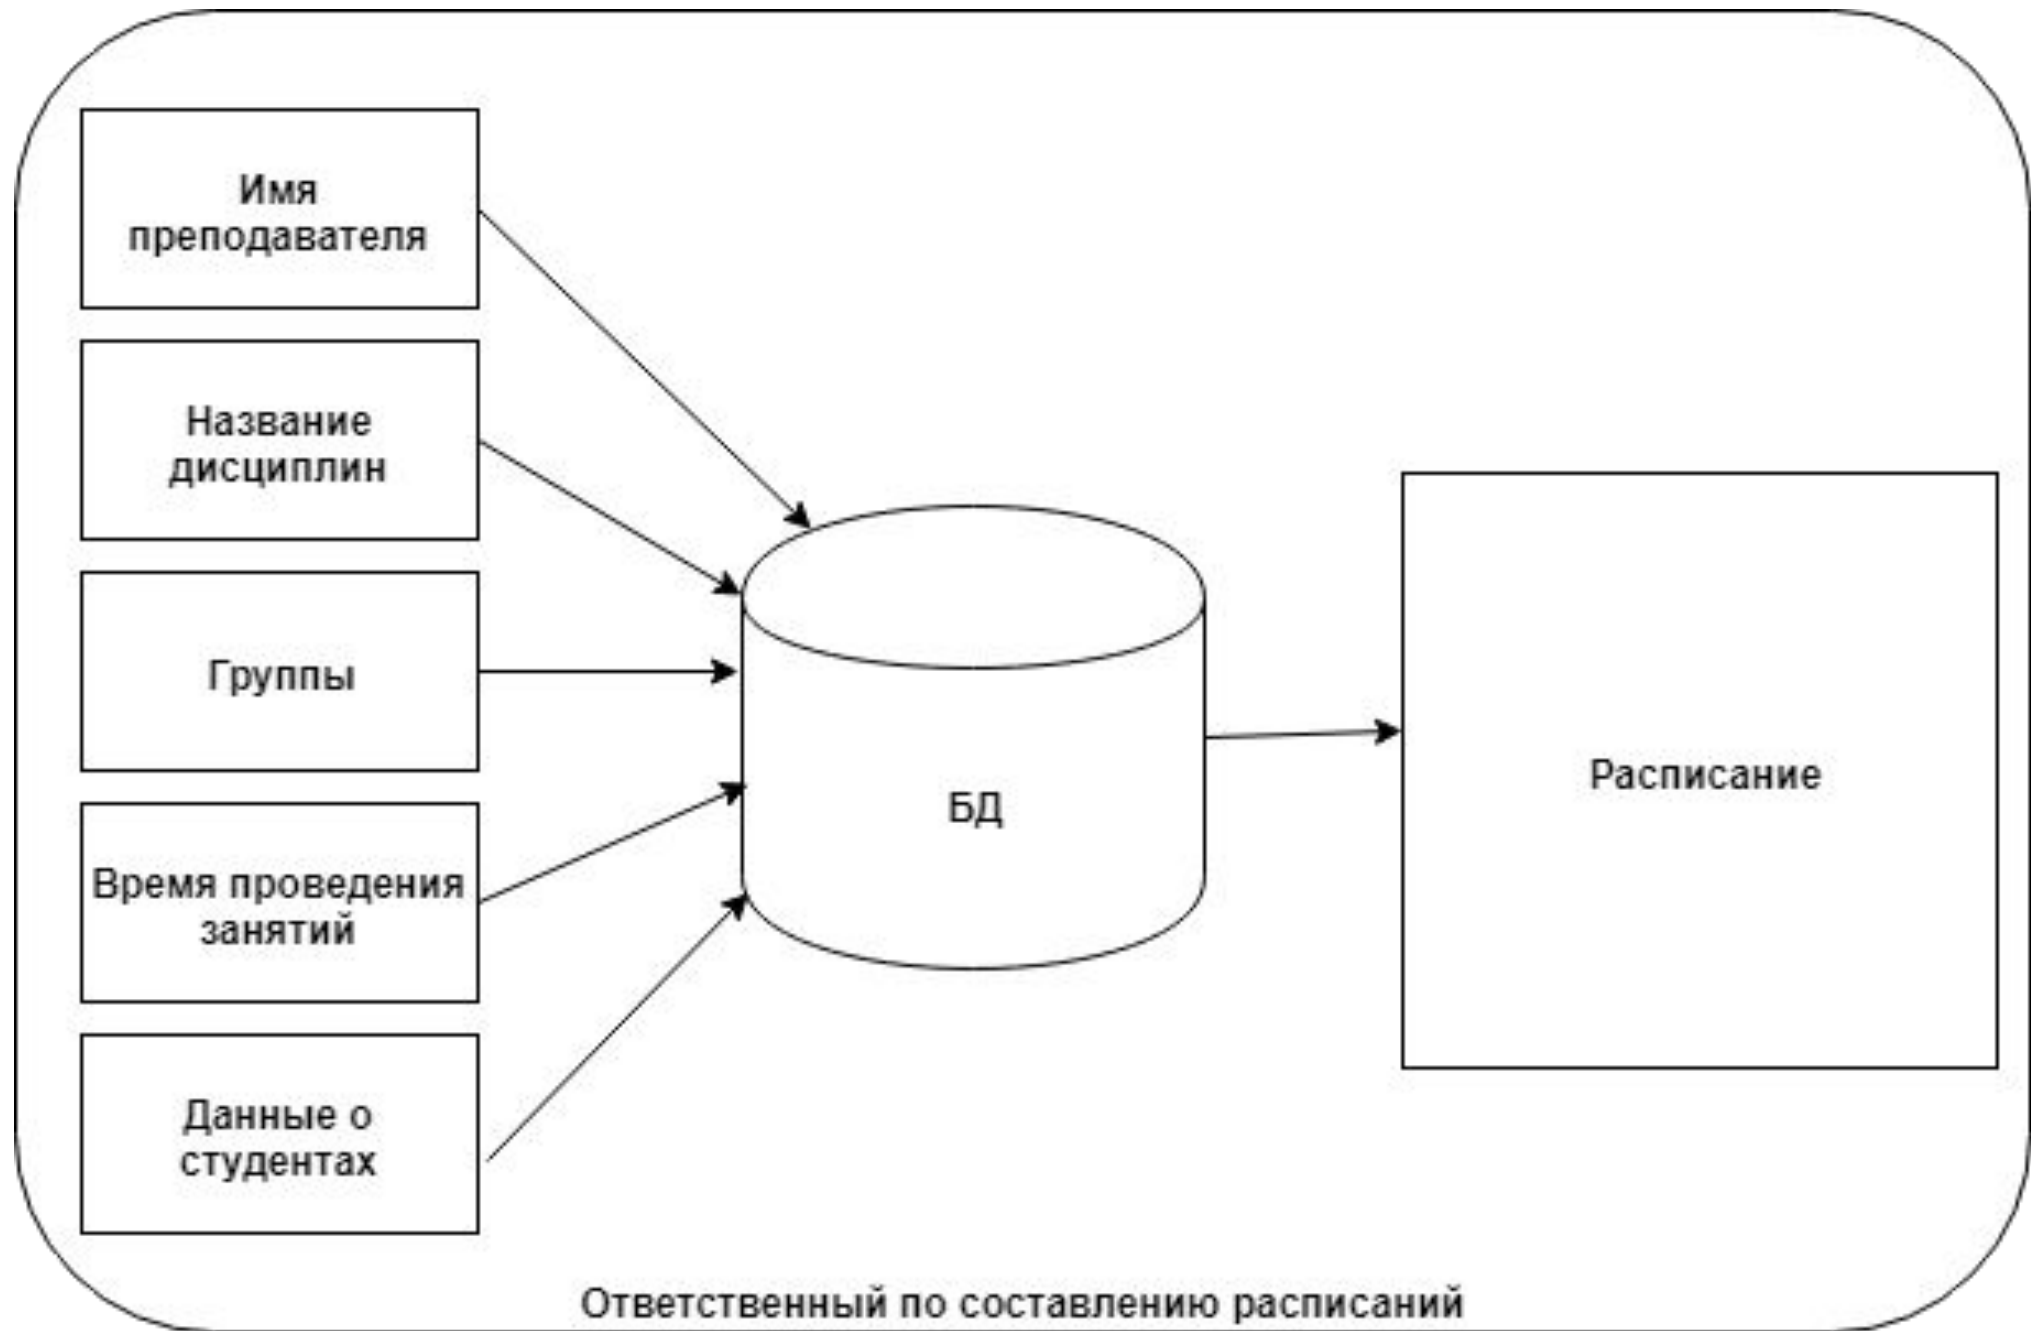 Имя
преподавателя
Название
дисциплин
Группы
Время проведения
занятий
Данные о
студентах
БД
Расписание
Ответственный по составлению расписаний